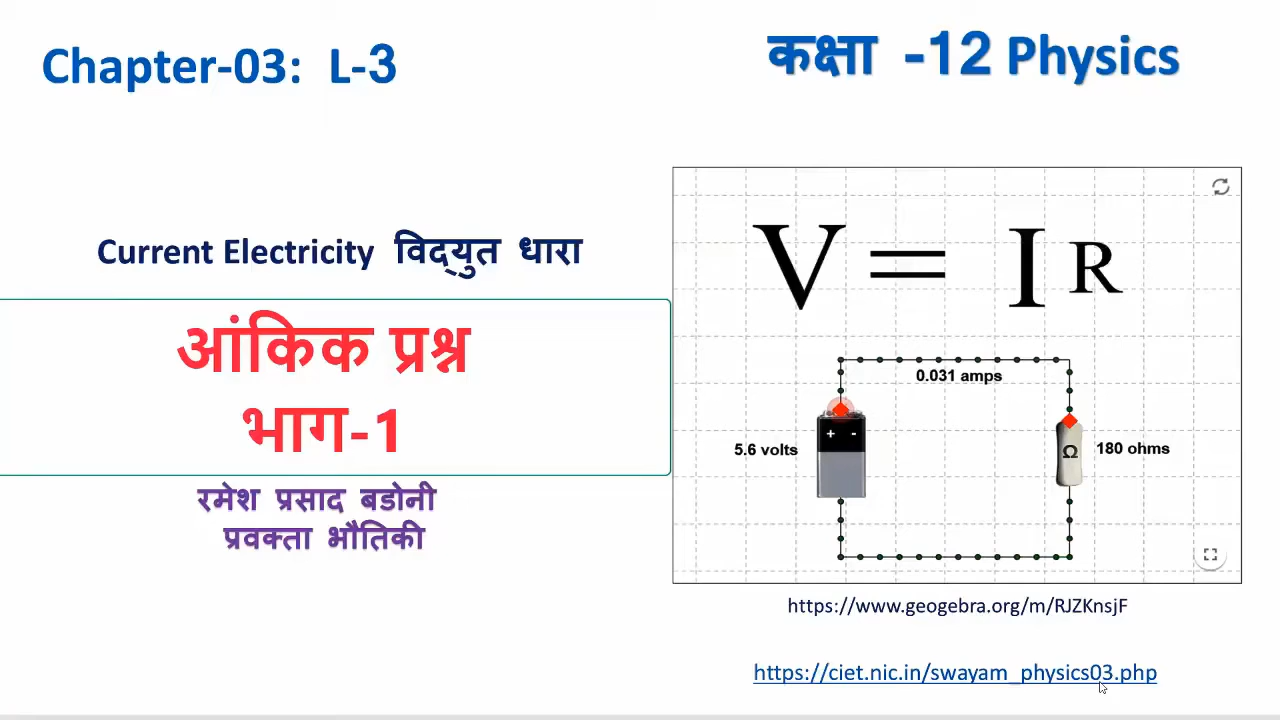 Chapter-03: L-3
कक्षा -12 Physics
Current Electricity विद्युत धारा
आंकिक प्रश्न
भाग-1
रमेश प्रसाद बडोनी
प्रवक्ता भौतिकी
V = I R
0.031 amps
+ -
5.6 volts
Ω
180 ohms
https://www.geogebra.org/m/RJZKnsjF
https://ciet.nic.in/swayam_physics03.php